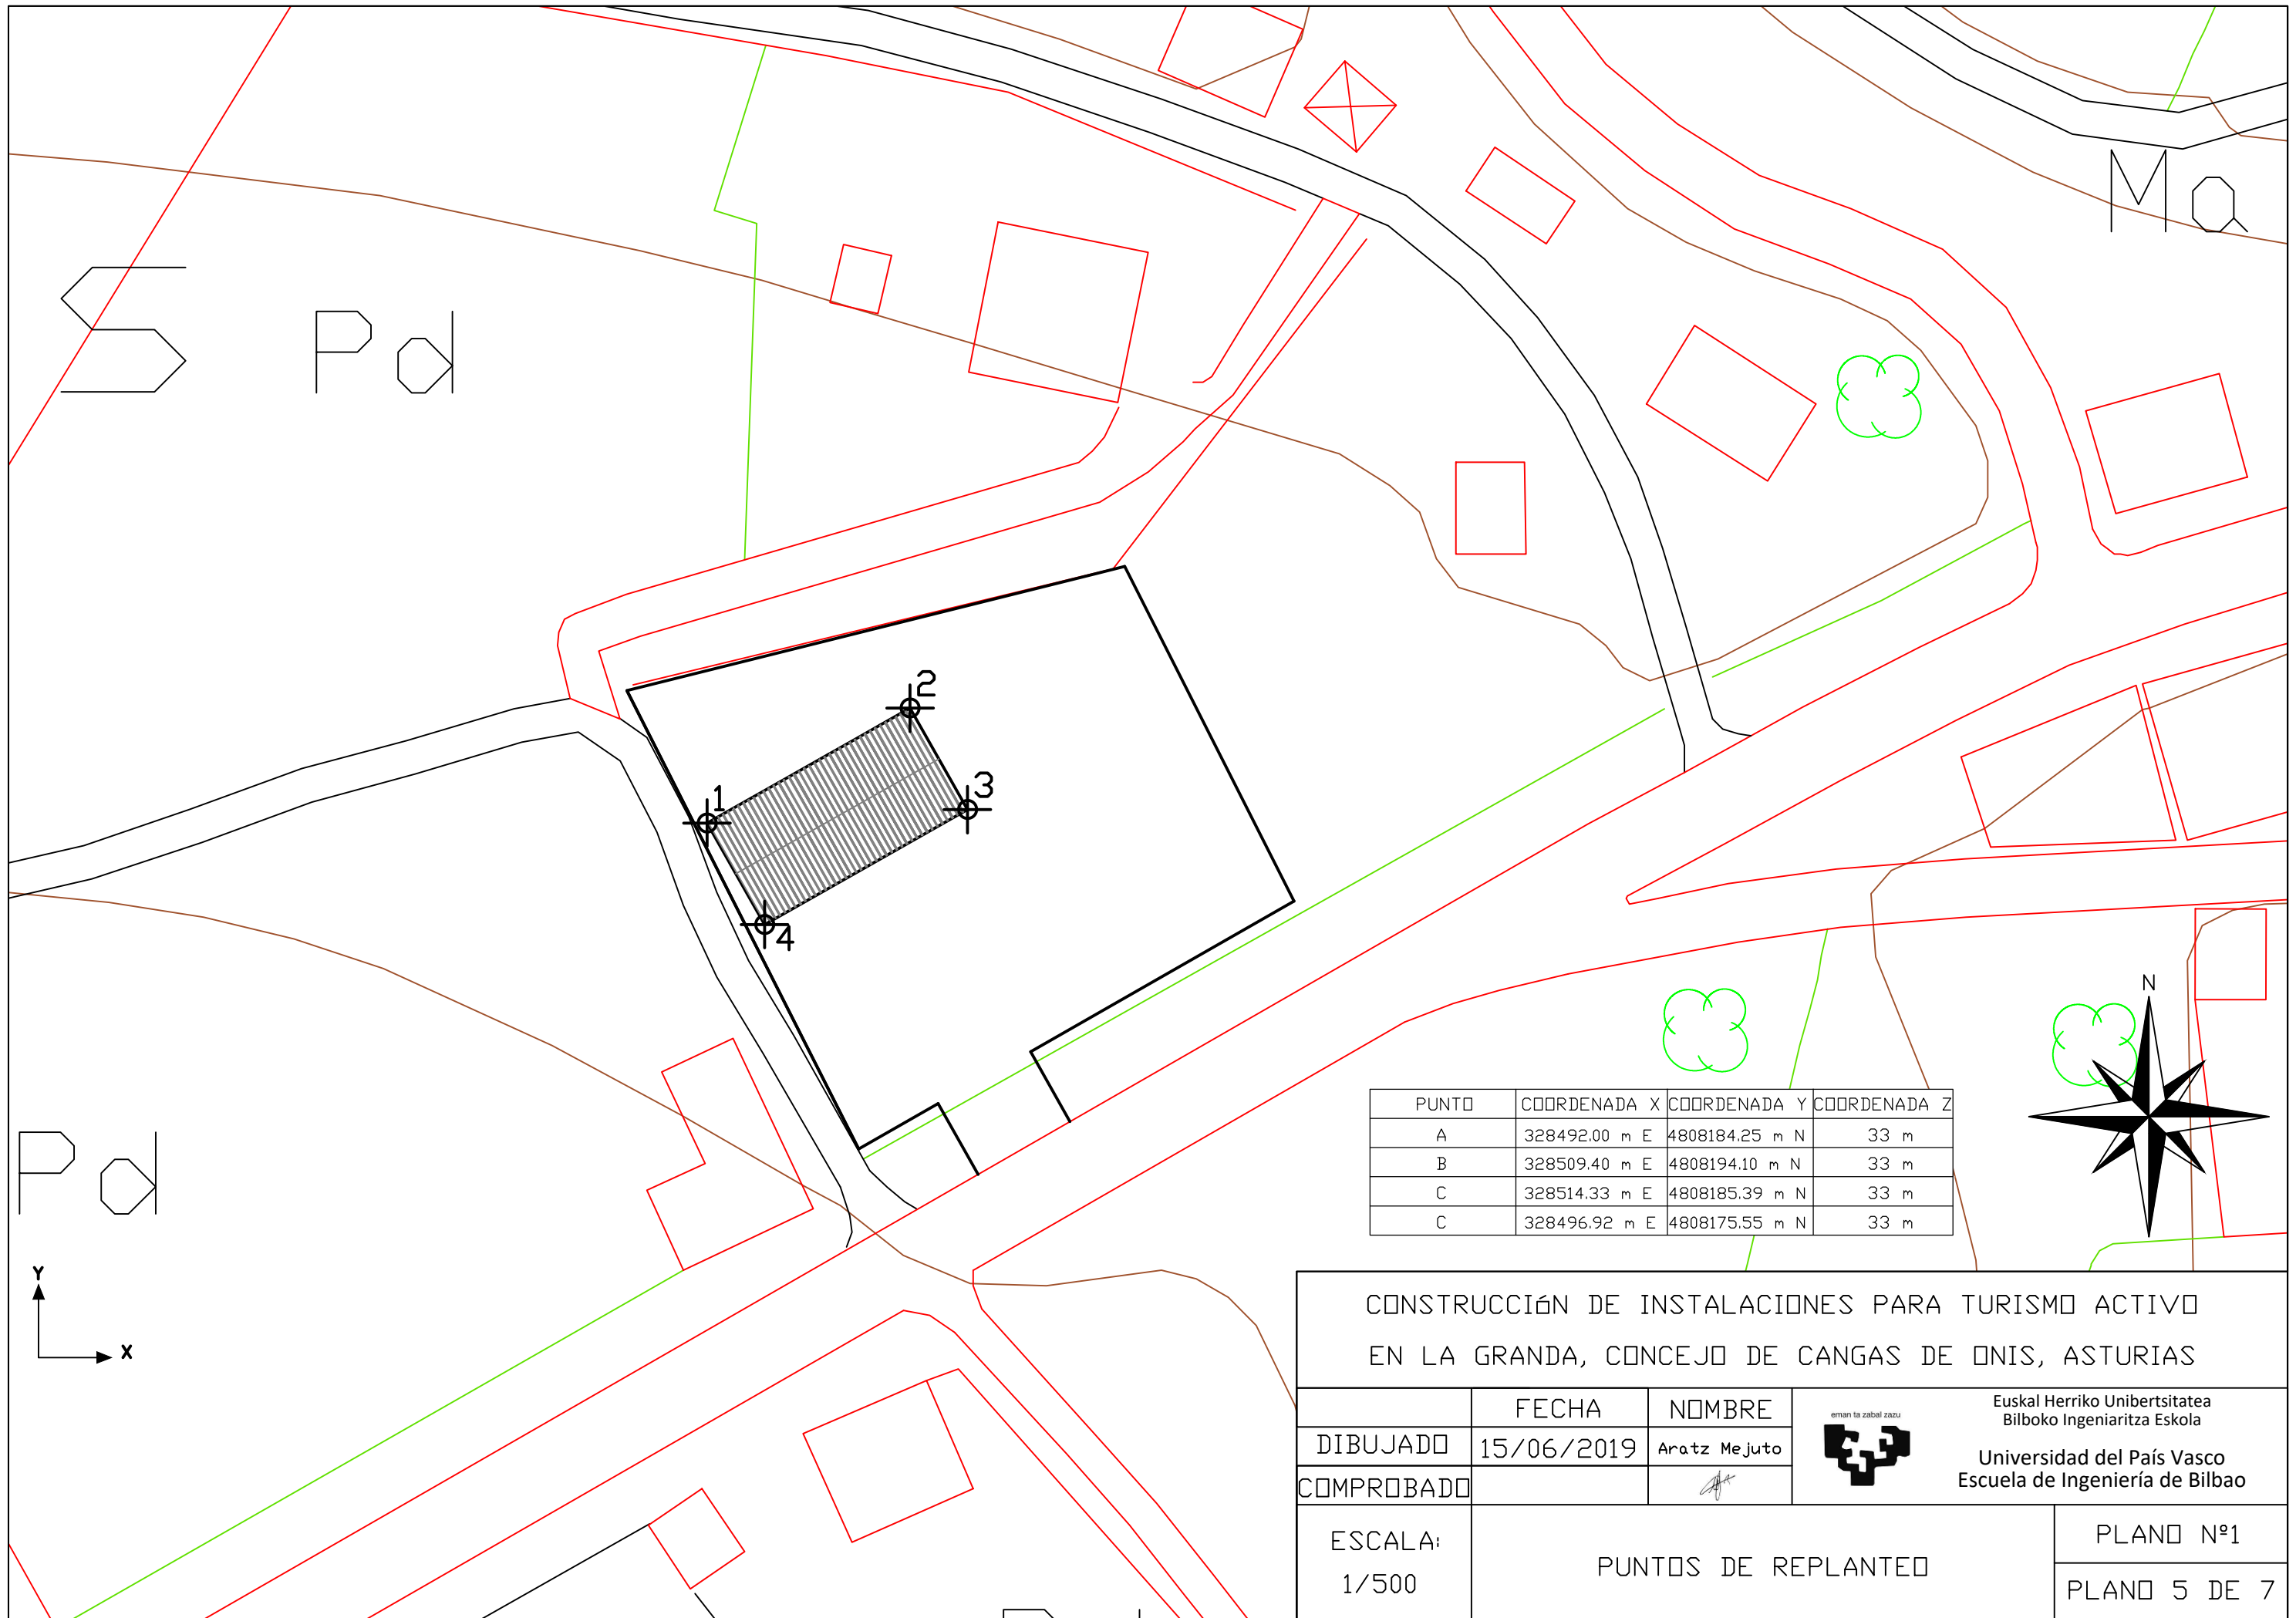 Ma
S Pd
2
3
1
4
N
PUNTO COORDENADA X COORDENADA Y COORDENADA Z
A 328492.00 m E 4808184.25 m N 33 m
B 328509.40 m E 4808194.10 m N 33 m
C 328514.33 m E 4808185.39 m N 33 m
C 328496.92 m E 4808175.55 m N 33 m
Pd
Y
X
CONSTRUCCIóN DE INSTALACIONES PARA TURISMO ACTIVO
EN LA GRANDA, CONCEJO DE CANGAS DE ONIS, ASTURIAS
FECHA NOMBRE
DIBUJADO 15/06/2019 Aratz Mejuto
COMPROBADO
eman ta zabal zazu
Euskal Herriko Unibertsitatea
Bilboko Ingeniaritza Eskola
Universidad del País Vasco
Escuela de Ingeniería de Bilbao
ESCALA:
1/500
PUNTOS DE REPLANTEO
PLANO Nº1
PLANO 5 DE 7